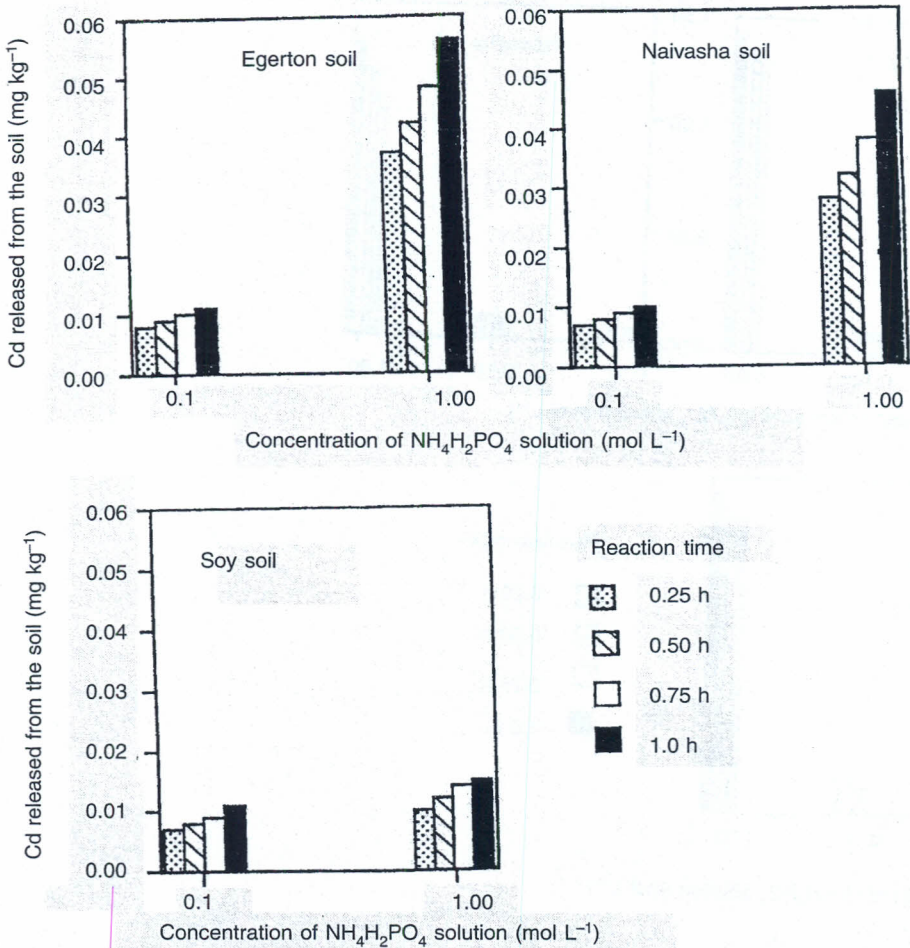 Cd released from the soil (mg kg⁻¹)
0.06
0.05
0.04
0.03
0.02
0.01
0.00
Egerton soil
0.1
1.00
0.06
0.05
0.04
0.03
0.02
0.01
0.00
Naivasha soil
0.1
1.00
Concentration of NH₄H₂PO₄ solution (mol L⁻¹)
Cd released from the soil (mg kg⁻¹)
0.06
0.05
0.04
0.03
0.02
0.01
0.00
Soy soil
0.1
1.00
Concentration of NH₄H₂PO₄ solution (mol L⁻¹)
Reaction time
0.25 h
0.50 h
0.75 h
1.0 h